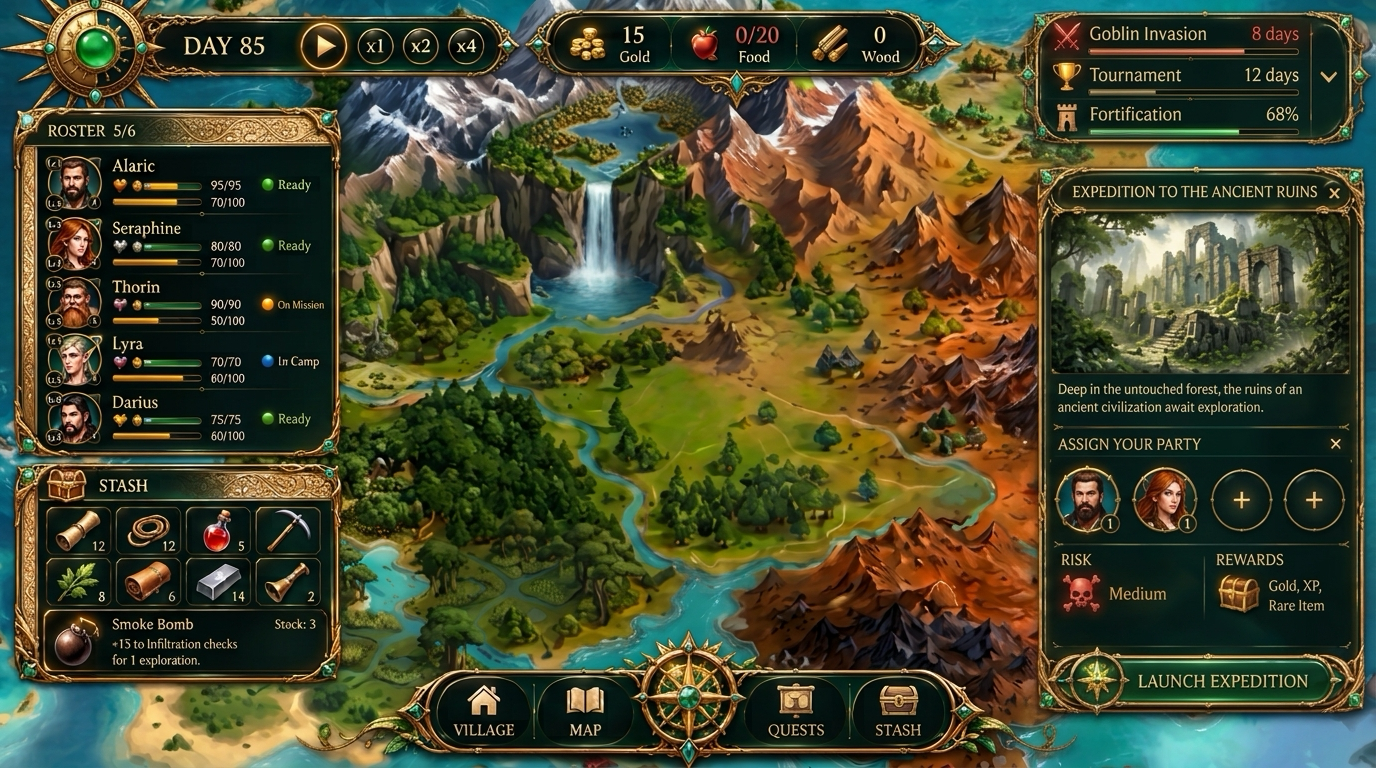 DAY 85
x1
x2
x4
15
Gold
0/20
Food
0
Wood
Goblin Invasion 8 days
Tournament 12 days
Fortification 68%
ROSTER 5/6
Alaric
95/95
Ready
70/100
Seraphine
80/80
Ready
70/100
Thorin
90/90
On Missien
50/100
Lyra
70/70
In Camp
60/100
Darius
75/75
Ready
60/100
STASH
12
12
5
8
6
14
2
Smoke Bomb
Stock: 3
+15 to Infiltration checks
for 1 exploration.
EXPEDITION TO THE ANCIENT RUINS
Deep in the untouched forest, the ruins of an
ancient civilization await exploration.
ASSIGN YOUR PARTY
1
1
RISK
Medium
REWARDS
Gold, XP,
Rare Item
LAUNCH EXPEDITION
VILLAGE
MAP
QUESTS
STASH